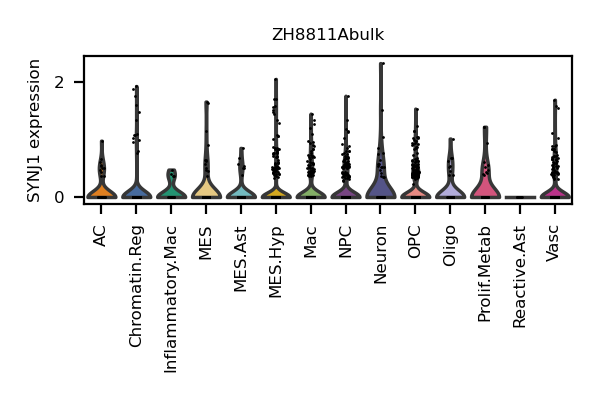 ZH8811Abulk
SYNJ1 expression
2
0
AC
Chromatin.Reg
Inflammatory.Mac
MES
MES.Ast
MES.Hyp
Mac
NPC
Neuron
OPC
Oligo
Prolif.Metab
Reactive.Ast
Vasc